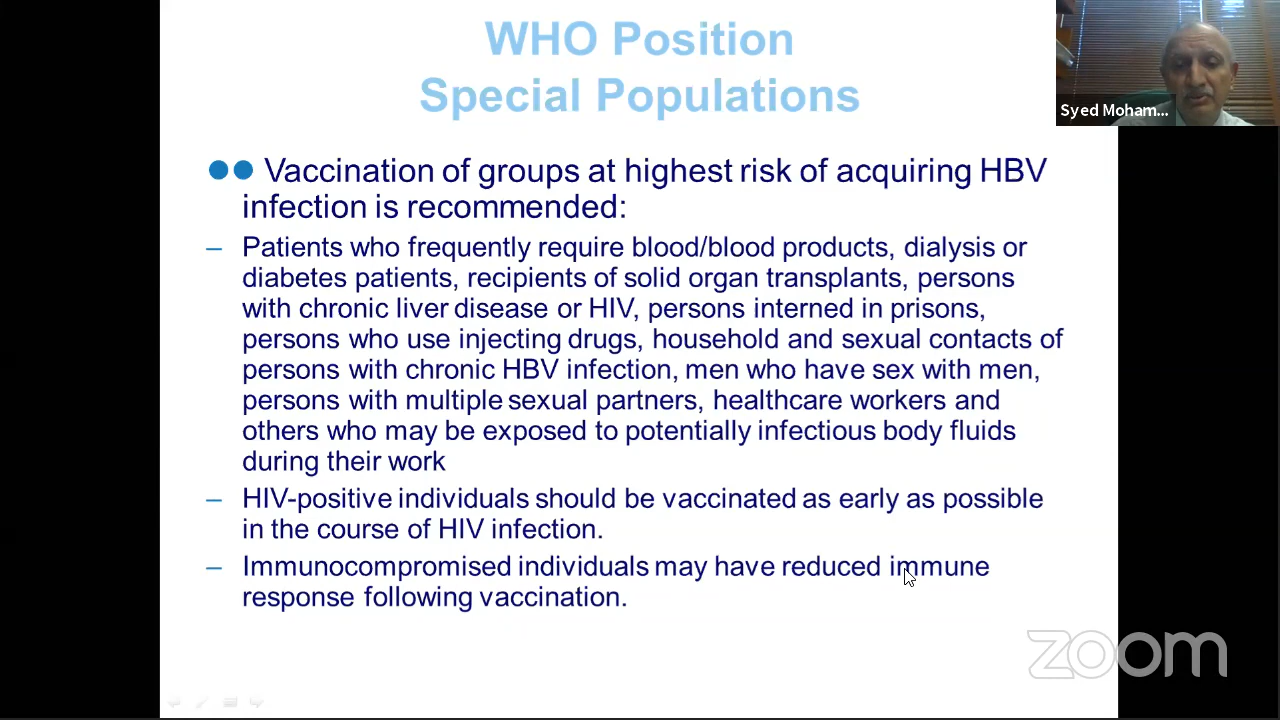 WHO Position
Special Populations
Syed Moham...
Vaccination of groups at highest risk of acquiring HBV
infection is recommended:
– Patients who frequently require blood/blood products, dialysis or
diabetes patients, recipients of solid organ transplants, persons
with chronic liver disease or HIV, persons interned in prisons,
persons who use injecting drugs, household and sexual contacts of
persons with chronic HBV infection, men who have sex with men,
persons with multiple sexual partners, healthcare workers and
others who may be exposed to potentially infectious body fluids
during their work
– HIV-positive individuals should be vaccinated as early as possible
in the course of HIV infection.
– Immunocompromised individuals may have reduced immune
response following vaccination.
zoom